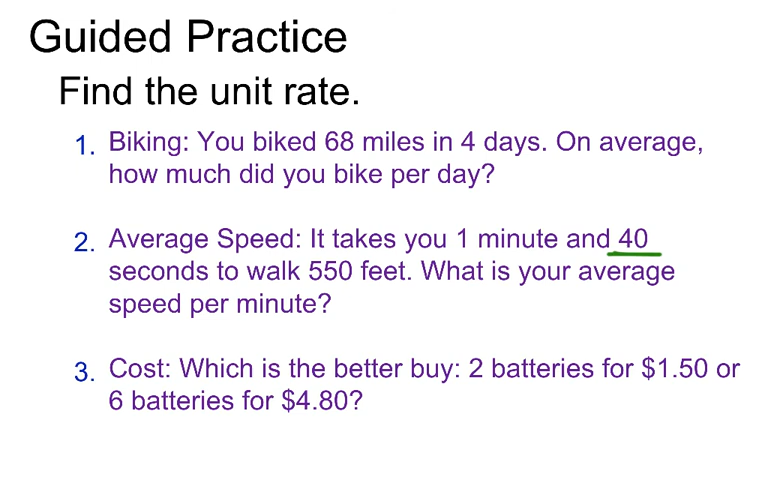 Guided Practice
Find the unit rate.
1. Biking: You biked 68 miles in 4 days. On average,
how much did you bike per day?
2. Average Speed: It takes you 1 minute and 40
seconds to walk 550 feet. What is your average
speed per minute?
3. Cost: Which is the better buy: 2 batteries for $1.50 or
6 batteries for $4.80?